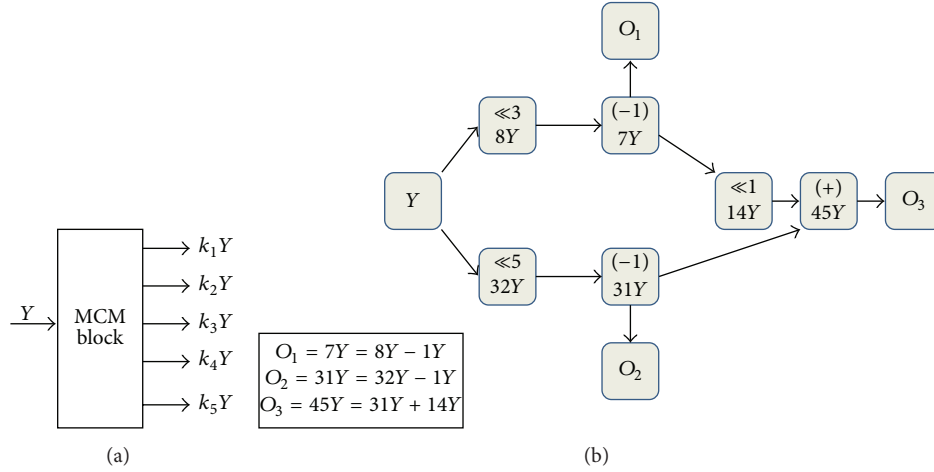 Y
MCM
block
k₁Y
k₂Y
k₃Y
k₄Y
k₅Y
(a)
O₁ = 7Y = 8Y − 1Y
O₂ = 31Y = 32Y − 1Y
O₃ = 45Y = 31Y + 14Y
Y
≪3
8Y
(−1)
7Y
O₁
≪1
14Y
(+)
45Y
O₃
≪5
32Y
(−1)
31Y
O₂
(b)